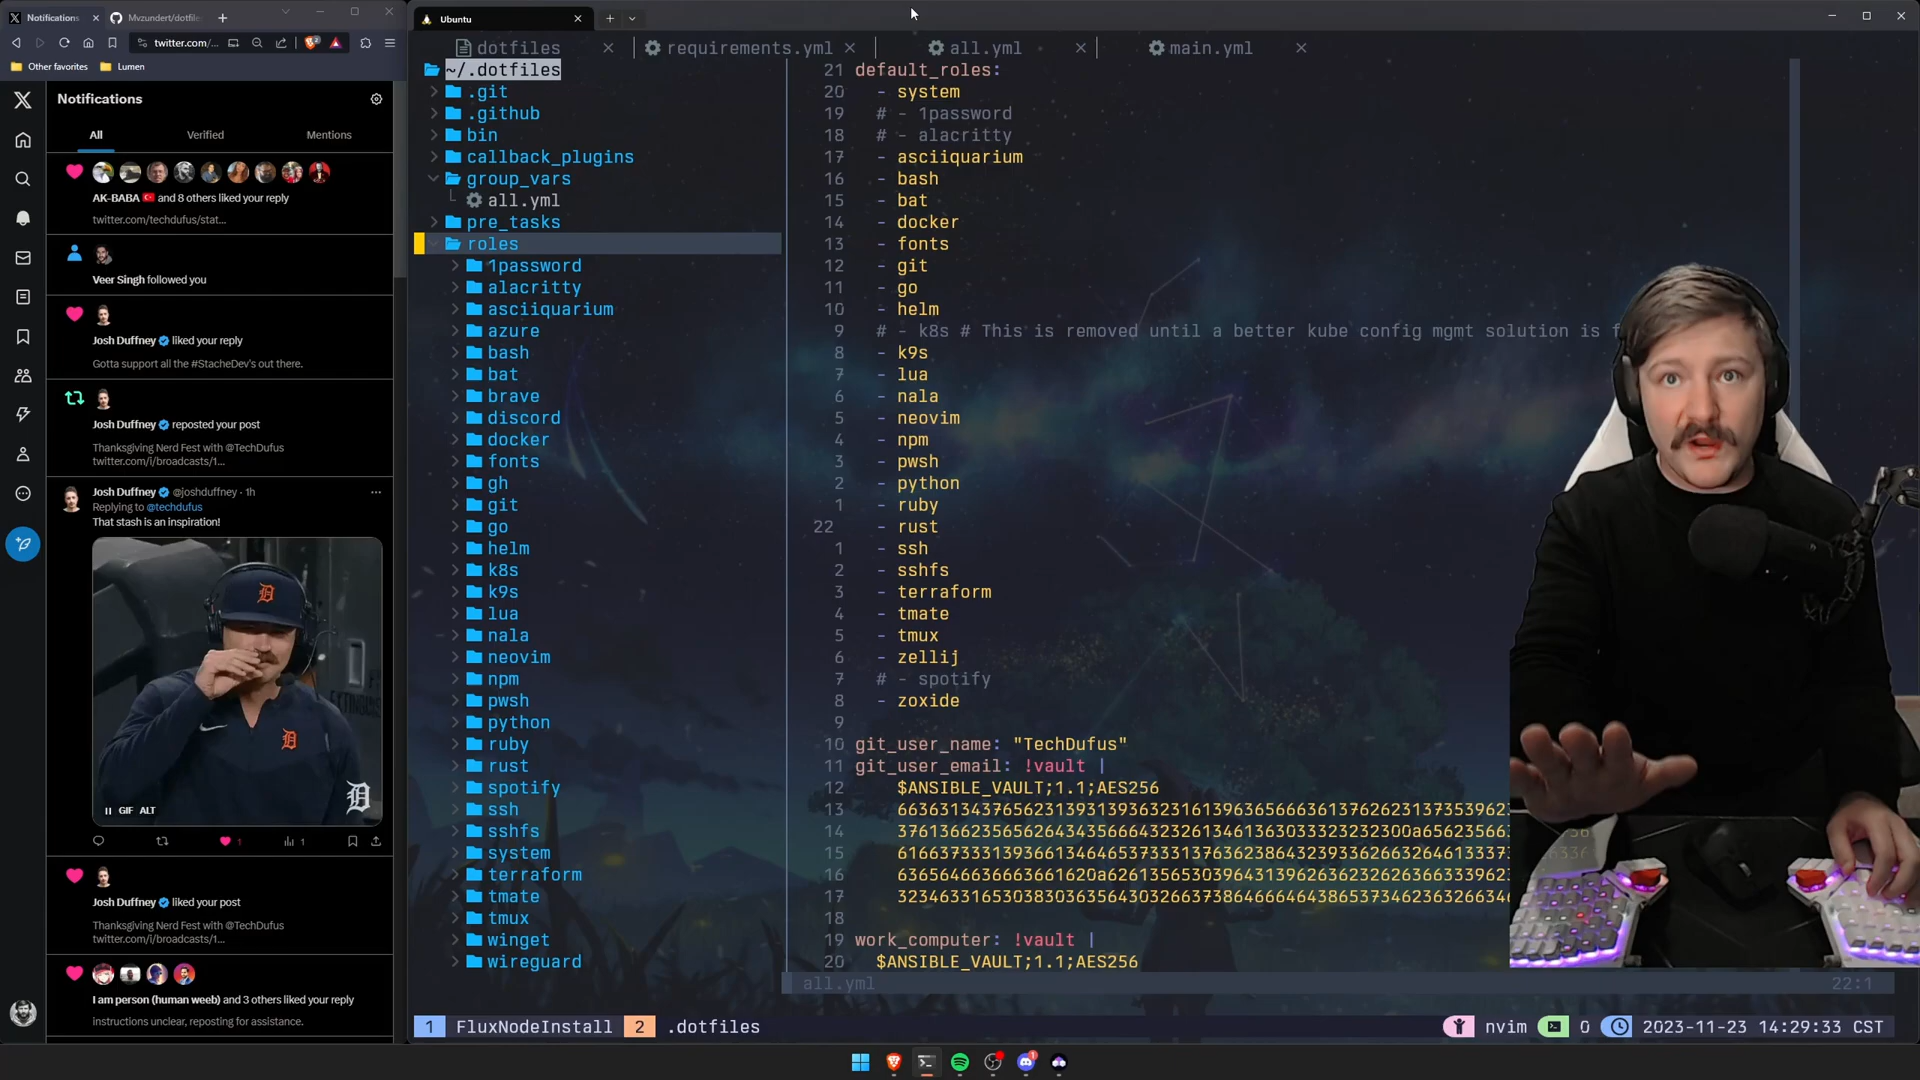 Notifications
Mvzundert/dotfile
twitter.com/...
Other favorites
Lumen
Notifications
All
Verified
Mentions
AK-BABA 🇹🇷 and 8 others liked your reply
twitter.com/techdufus/stat...
Veer Singh followed you
Josh Duffney liked your reply
Gotta support all the #StacheDev's out there.
Josh Duffney reposted your post
Thanksgiving Nerd Fest with @TechDufus
twitter.com/i/broadcasts/1...
Josh Duffney @joshduffney · 1h
Replying to @techdufus
That stash is an inspiration!
GIF ALT
1
1
Josh Duffney liked your post
Thanksgiving Nerd Fest with @TechDufus
twitter.com/i/broadcasts/1...
I am person (human weeb) and 3 others liked your reply
instructions unclear, reposting for assistance.
Ubuntu
dotfiles
requirements.yml
all.yml
main.yml
~/.dotfiles
.git
.github
bin
callback_plugins
group_vars
all.yml
pre_tasks
roles
1password
alacritty
asciiquarium
azure
bash
bat
brave
discord
docker
fonts
gh
git
go
helm
k8s
k9s
lua
nala
neovim
npm
pwsh
python
ruby
rust
spotify
ssh
sshfs
system
terraform
tmate
tmux
winget
wireguard
21 default_roles:
20 - system
19 # - 1password
18 # - alacritty
17 - asciiquarium
16 - bash
15 - bat
14 - docker
13 - fonts
12 - git
11 - go
10 - helm
9 # - k8s # This is removed until a better kube config mgmt solution is f
8 - k9s
7 - lua
6 - nala
5 - neovim
4 - npm
3 - pwsh
2 - python
1 - ruby
22 - rust
1 - ssh
2 - sshfs
3 - terraform
4 - tmate
5 - tmux
6 - zellij
7 # - spotify
8 - zoxide
9
10 git_user_name: "TechDufus"
11 git_user_email: !vault |
12 $ANSIBLE_VAULT;1.1;AES256
13
14
15
16
17
18
19 work_computer: !vault |
20 $ANSIBLE_VAULT;1.1;AES256
all.yml 22:1
1 FluxNodeInstall 2 .dotfiles
nvim 0 2023-11-23 14:29:33 CST